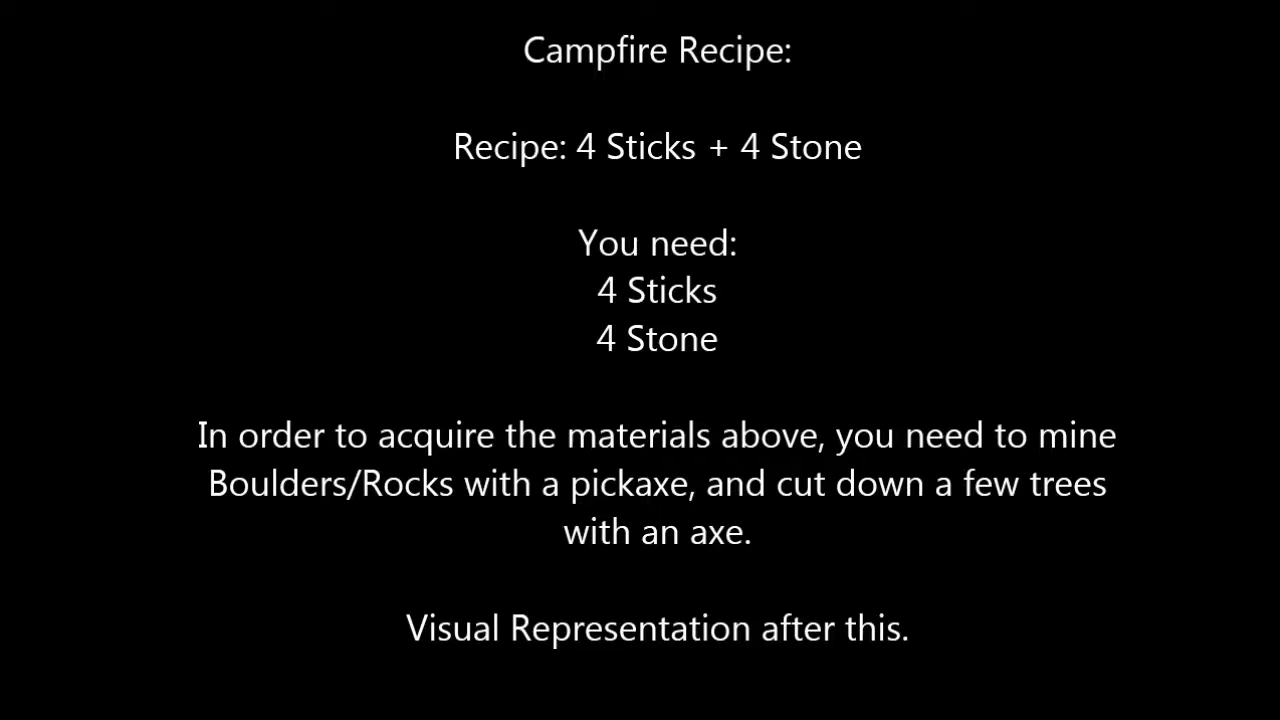 Campfire Recipe:
Recipe: 4 Sticks + 4 Stone
You need:
4 Sticks
4 Stone
In order to acquire the materials above, you need to mine
Boulders/Rocks with a pickaxe, and cut down a few trees
with an axe.
Visual Representation after this.